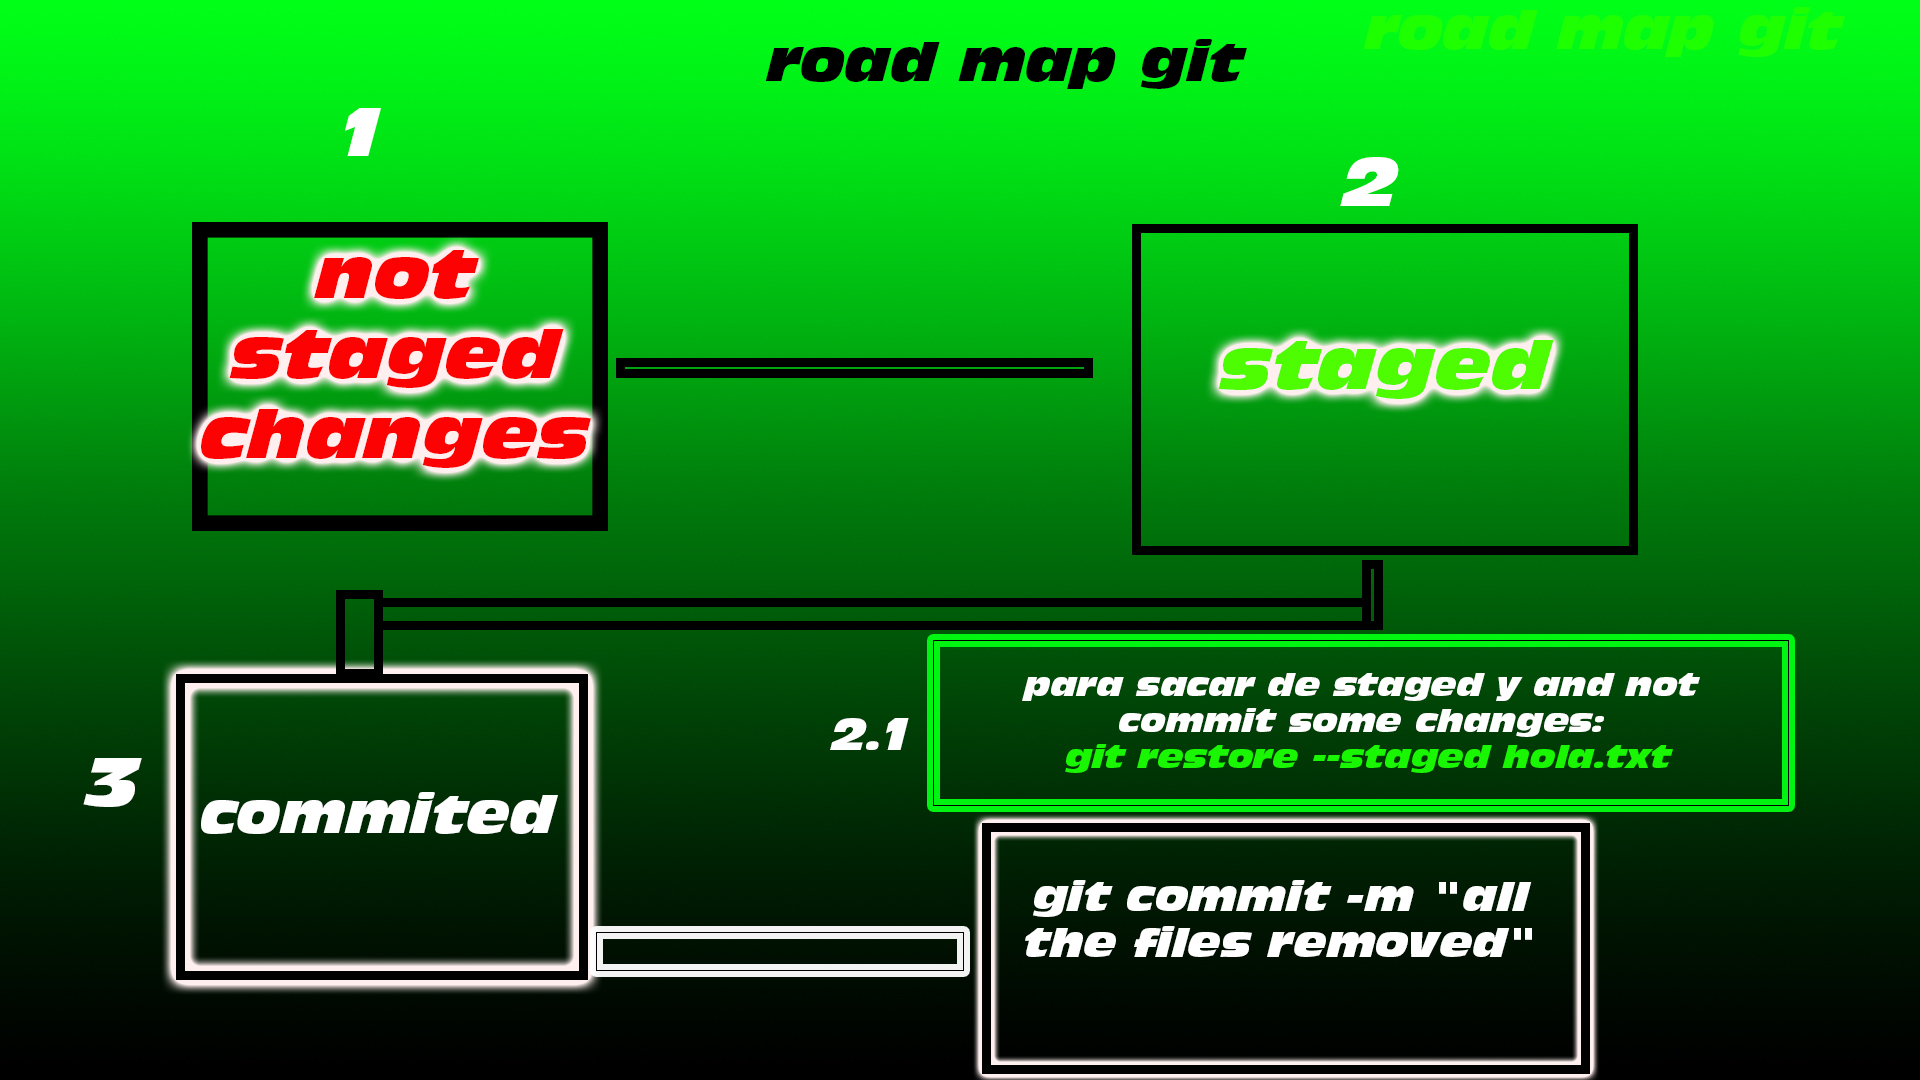 road map git
road map git
1
2
not
staged
changes
staged
2.1
para sacar de staged y and not
commit some changes:
git restore --staged hola.txt
3
commited
git commit -m "all
the files removed"